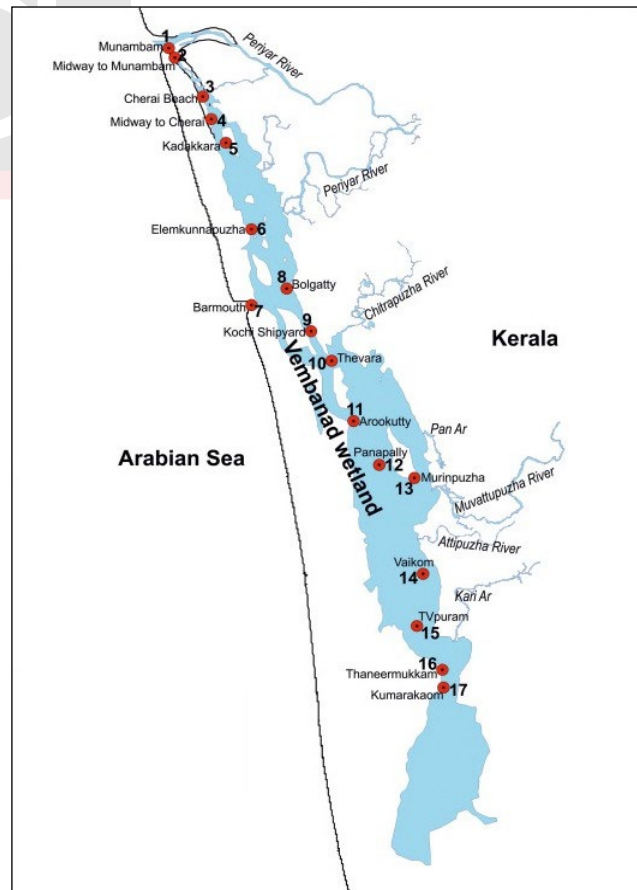 1
Munambam
2
Midway to Munambam
Periyar River
3
Cherai Beach
Midway to Cherai
4
Kadakkara
5
Periyar River
Elemkunnapuzha
6
8
Bolgatty
Barmouth
7
Chitrapuzha River
9
Kochi Shipyard
Kerala
10
Thevara
Vembanad wetland
11
Arookutty
Pan Ar
Arabian Sea
Panapally
12
13
Murinpuzha
Muvattupuzha River
Attipuzha River
Vaikom
14
Kari Ar
TVpuram
15
16
Thaneermukkam
Kumarakaom
17